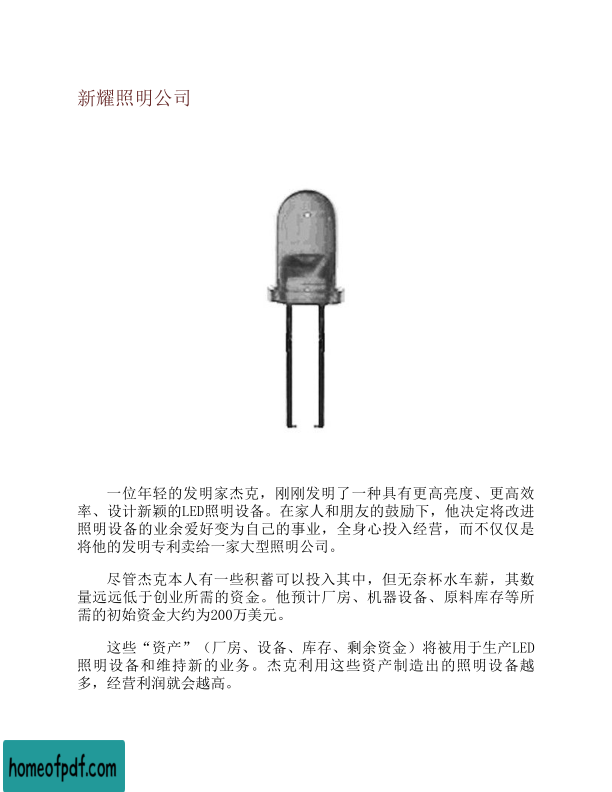 新耀照明公司
一位年轻的发明家杰克，刚刚发明了一种具有更高亮度、更高效
率、设计新颖的LED照明设备。在家人和朋友的鼓励下，他决定将改进
照明设备的业余爱好变为自己的事业，全身心投入经营，而不仅仅是
将他的发明专利卖给一家大型照明公司。
尽管杰克本人有一些积蓄可以投入其中，但无奈杯水车薪，其数
量远远低于创业所需的资金。他预计厂房、机器设备、原料库存等所
需的初始资金大约为200万美元。
这些“资产”（厂房、设备、库存、剩余资金）将被用于生产LED
照明设备和维持新的业务。杰克利用这些资产制造出的照明设备越
多，经营利润就会越高。
homeofpdf.com